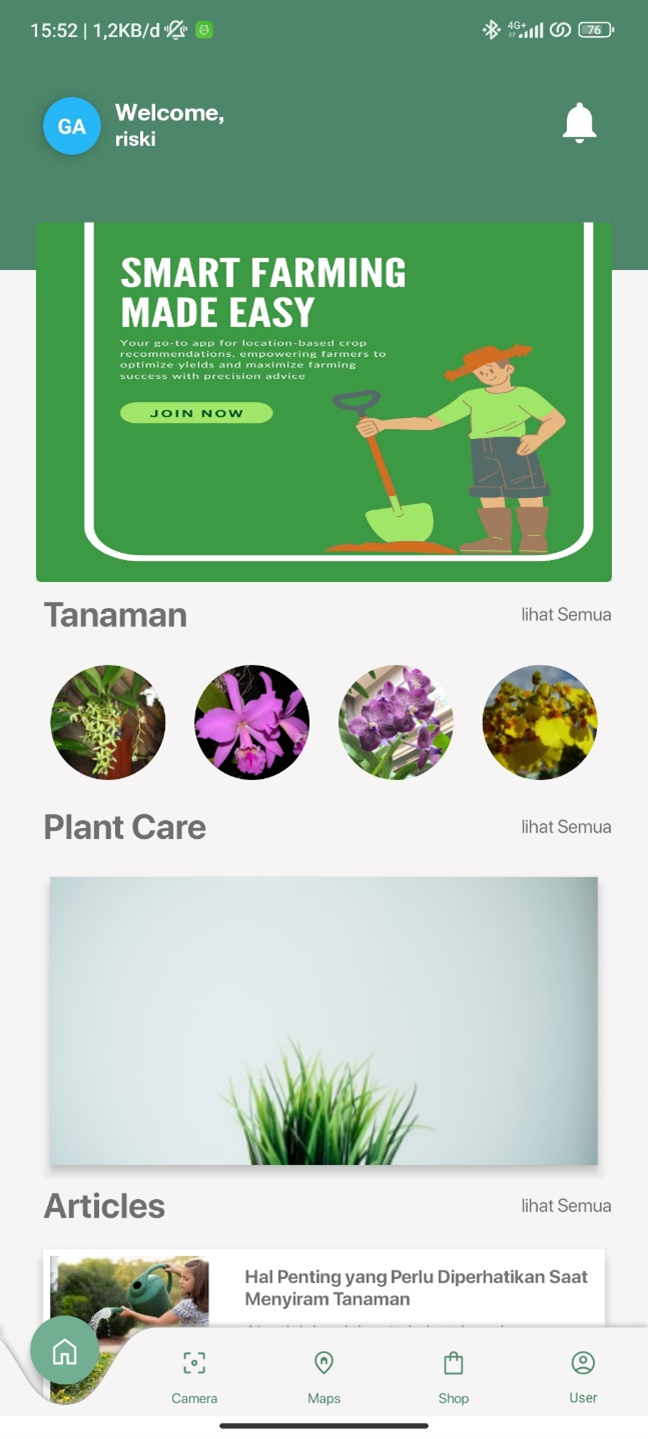 15:52 | 1,2KB/d
4G+
76
GA
Welcome,
riski
SMART FARMING
MADE EASY
Your go-to app for location-based crop
recommendations, empowering farmers to
optimize yields and maximize farming
success with precision advice
JOIN NOW
Tanaman
lihat Semua
Plant Care
lihat Semua
Articles
lihat Semua
Hal Penting yang Perlu Diperhatikan Saat
Menyiram Tanaman
Camera
Maps
Shop
User